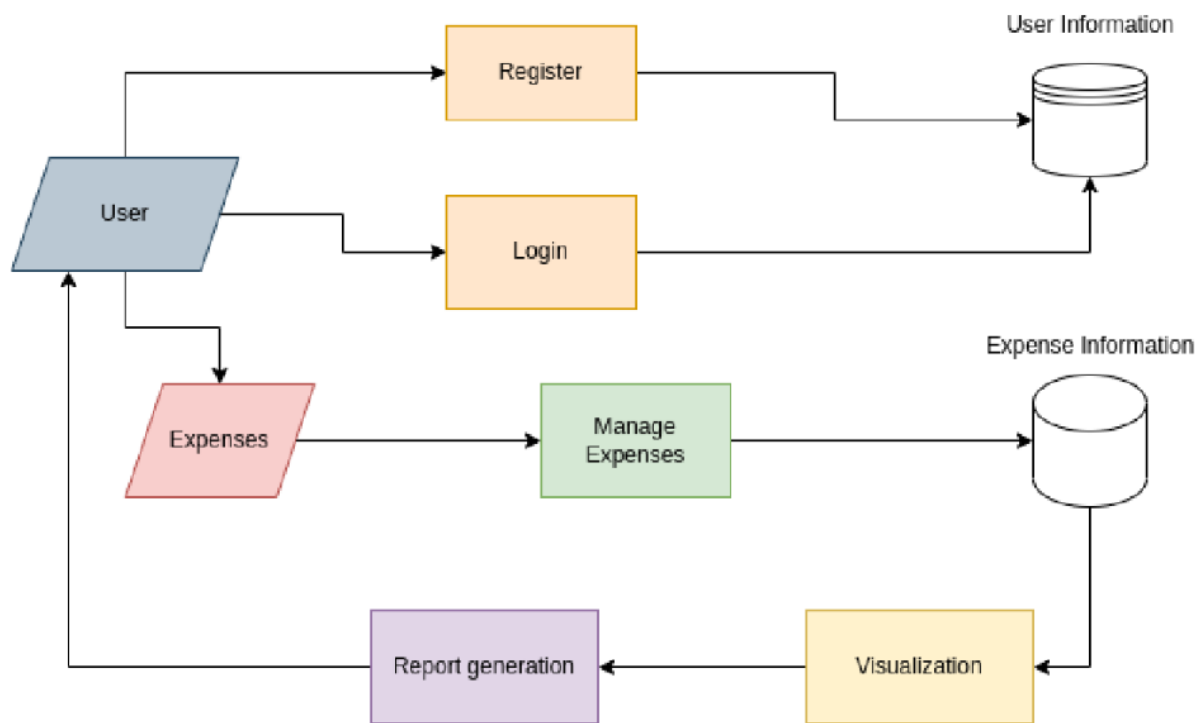 User Information
Register
User
Login
Expense Information
Expenses
Manage
Expenses
Report generation
Visualization